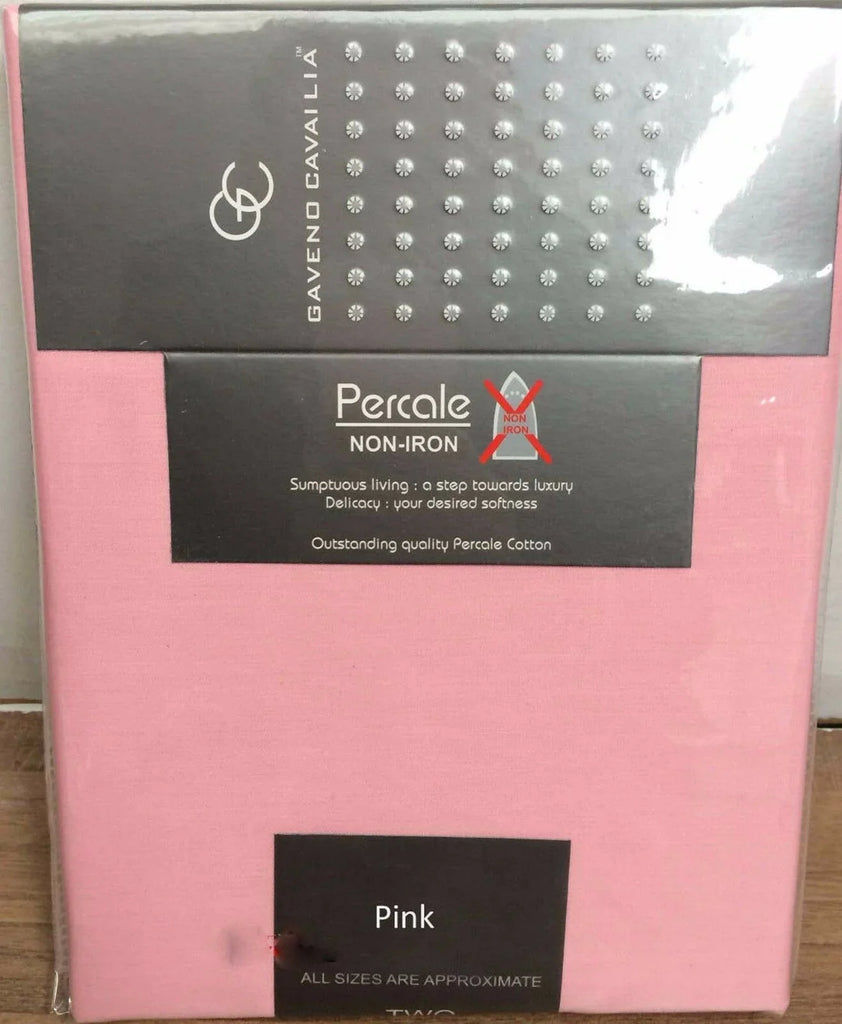 GAVENO CAVAILIA™
Percale
NON-IRON
NON
IRON
Sumptuous living : a step towards luxury
Delicacy : your desired softness
Outstanding quality Percale Cotton
Pink
ALL SIZES ARE APPROXIMATE
TWO